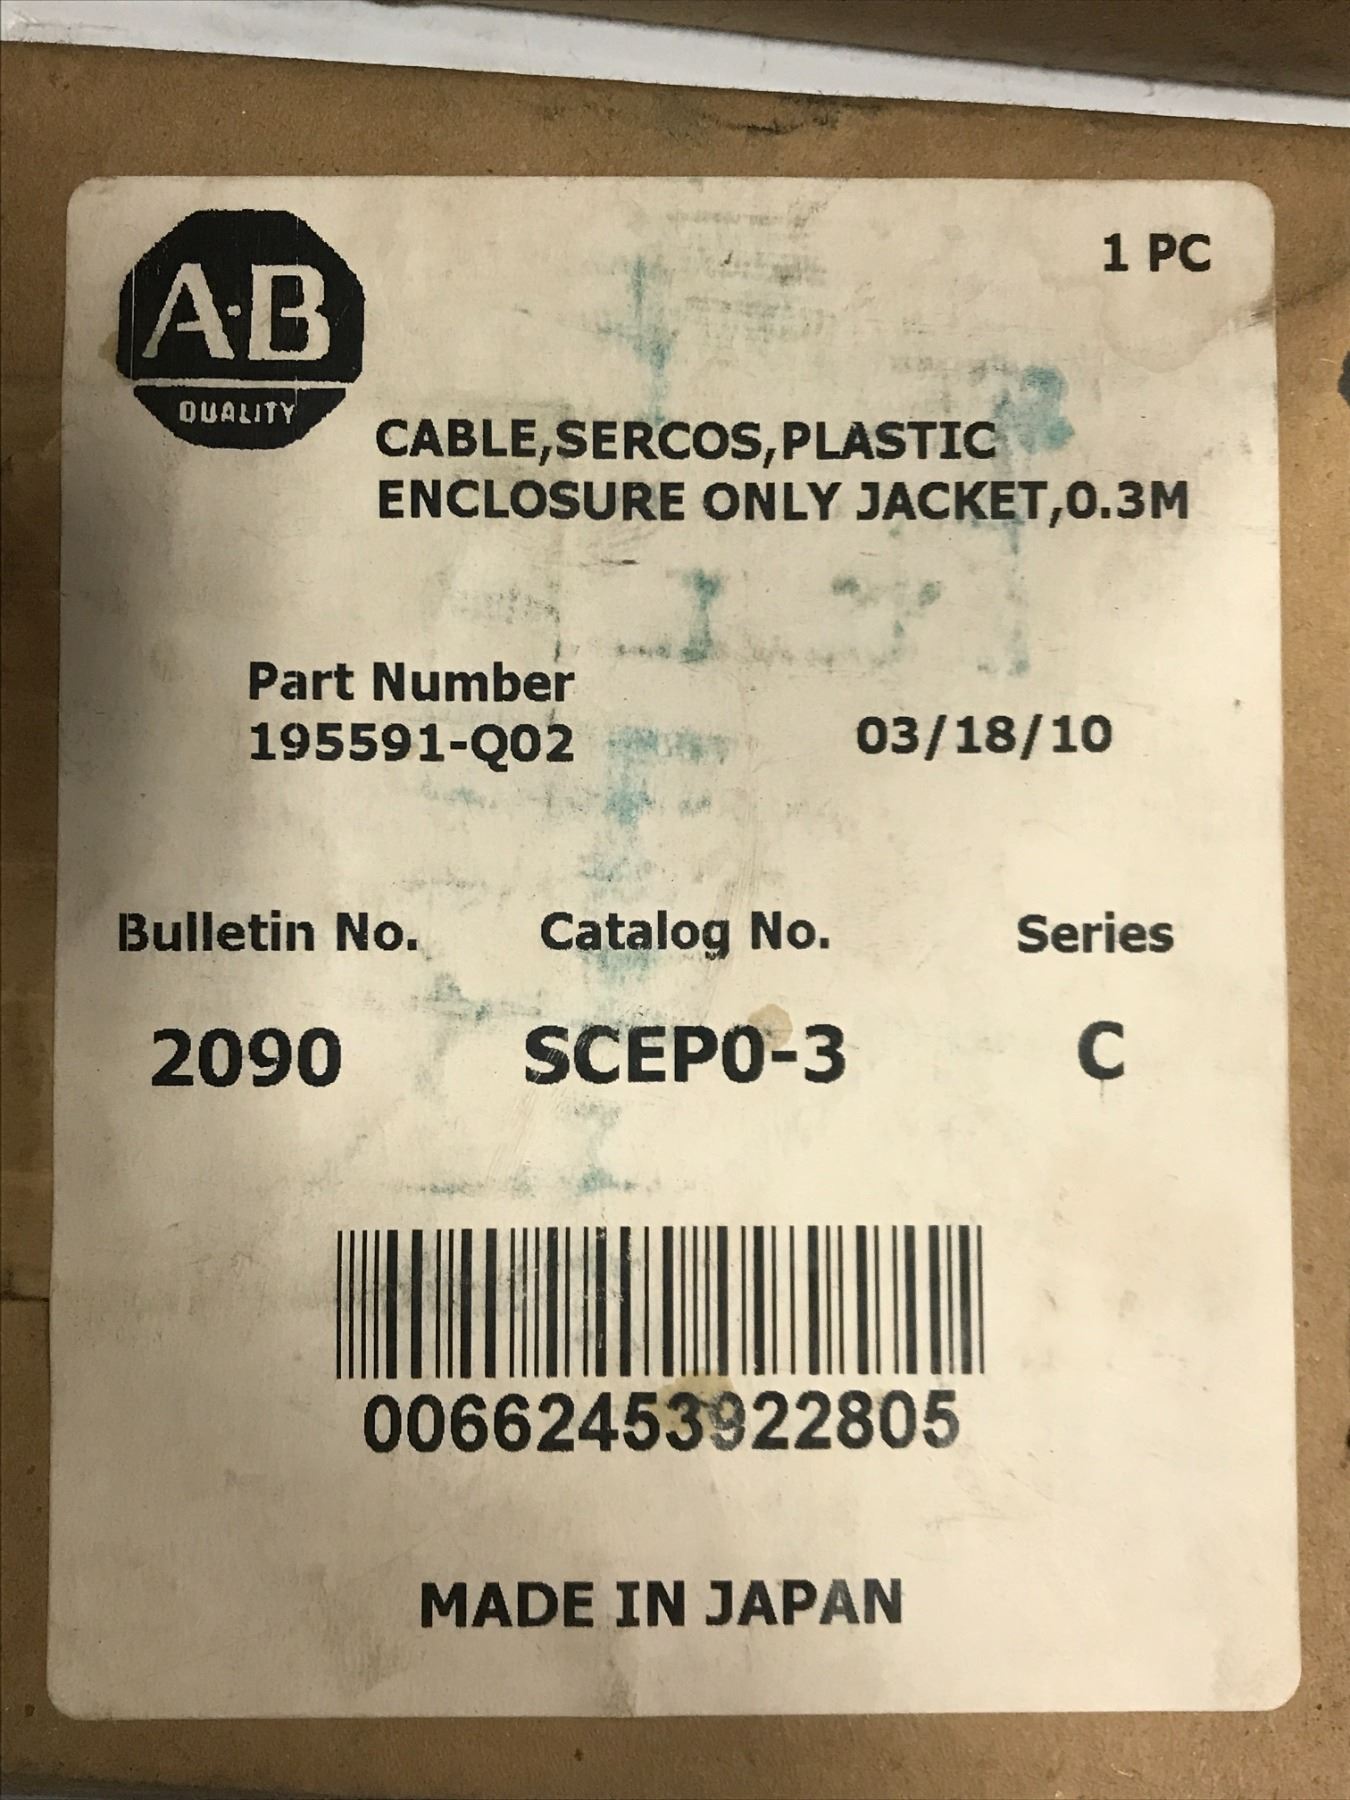 A·B
QUALITY
1 PC
CABLE,SERCOS,PLASTIC
ENCLOSURE ONLY JACKET,0.3M
Part Number
195591-Q02
03/18/10
Bulletin No. Catalog No. Series
2090 SCEP0-3 C
00662453922805
MADE IN JAPAN